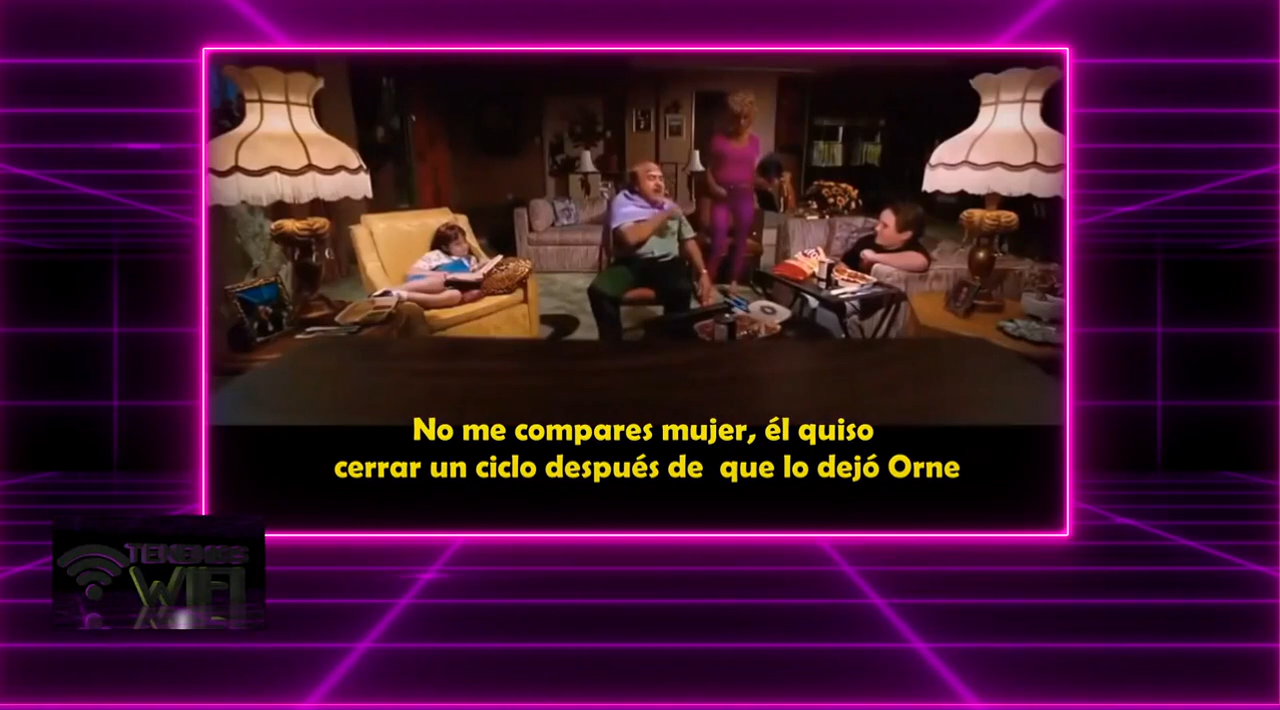 No me compares mujer, él quiso
cerrar un ciclo después de que lo dejó Orne
TENEMOS
WIFI